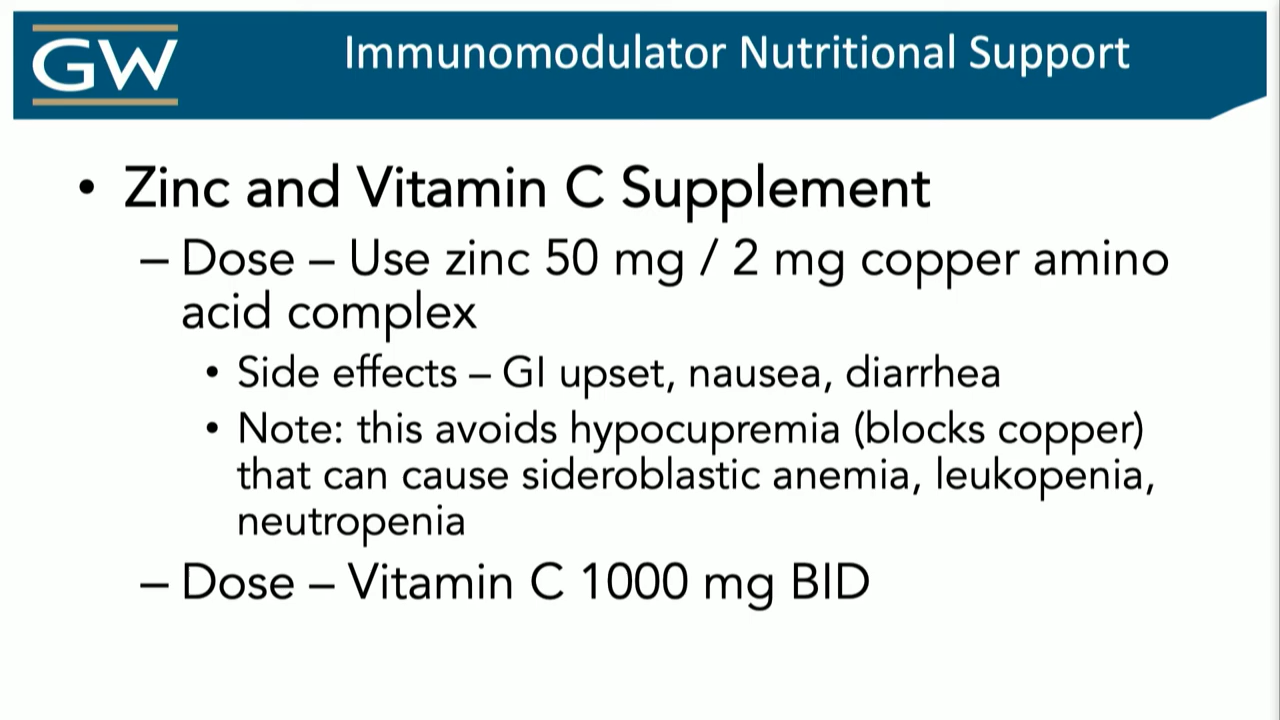 GW
Immunomodulator Nutritional Support
• Zinc and Vitamin C Supplement
– Dose – Use zinc 50 mg / 2 mg copper amino
acid complex
• Side effects – GI upset, nausea, diarrhea
• Note: this avoids hypocupremia (blocks copper)
that can cause sideroblastic anemia, leukopenia,
neutropenia
– Dose – Vitamin C 1000 mg BID